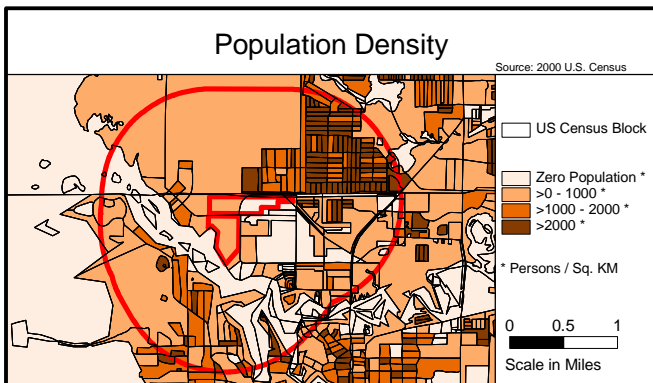 Population Density
Source: 2000 U.S. Census
US Census Block
Zero Population *
>0 - 1000 *
>1000 - 2000 *
>2000 *
* Persons / Sq. KM
0 0.5 1
Scale in Miles